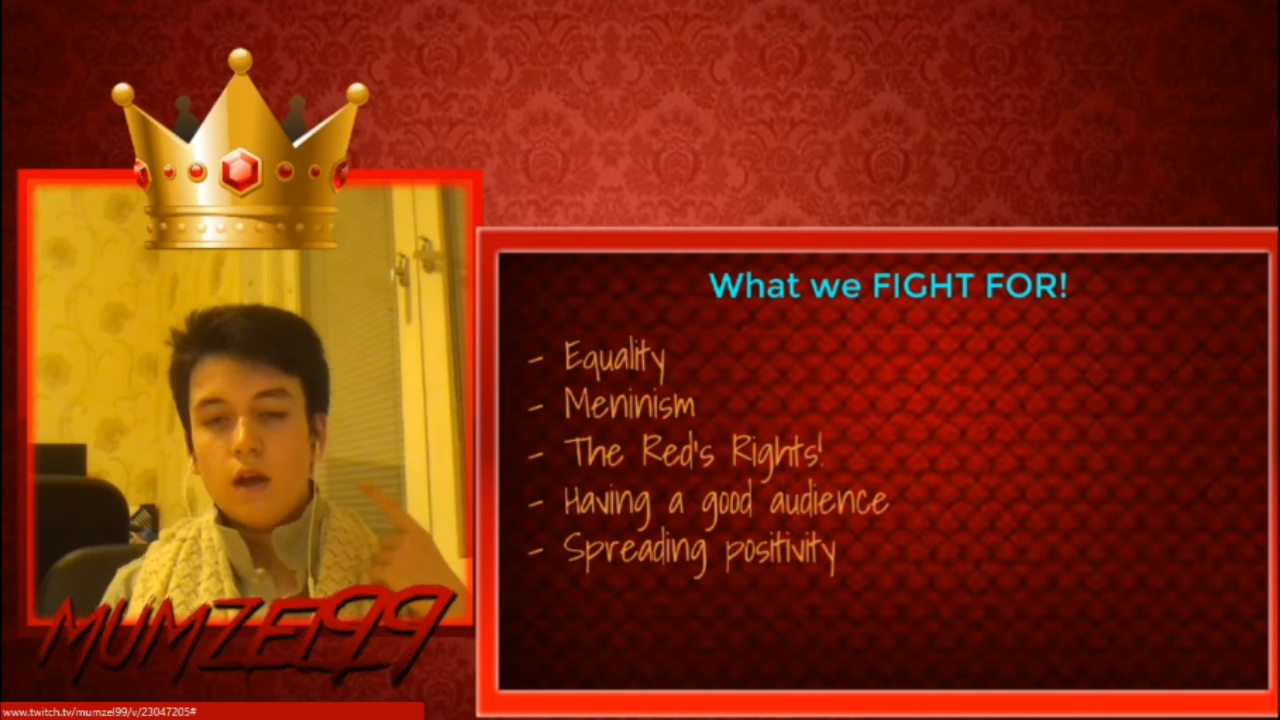 What we FIGHT FOR!
- Equality
- Meninism
- The Red's Rights!
- Having a good audience
- Spreading positivity
MUMZEL99
www.twitch.tv/mumzel99/v/23047205#